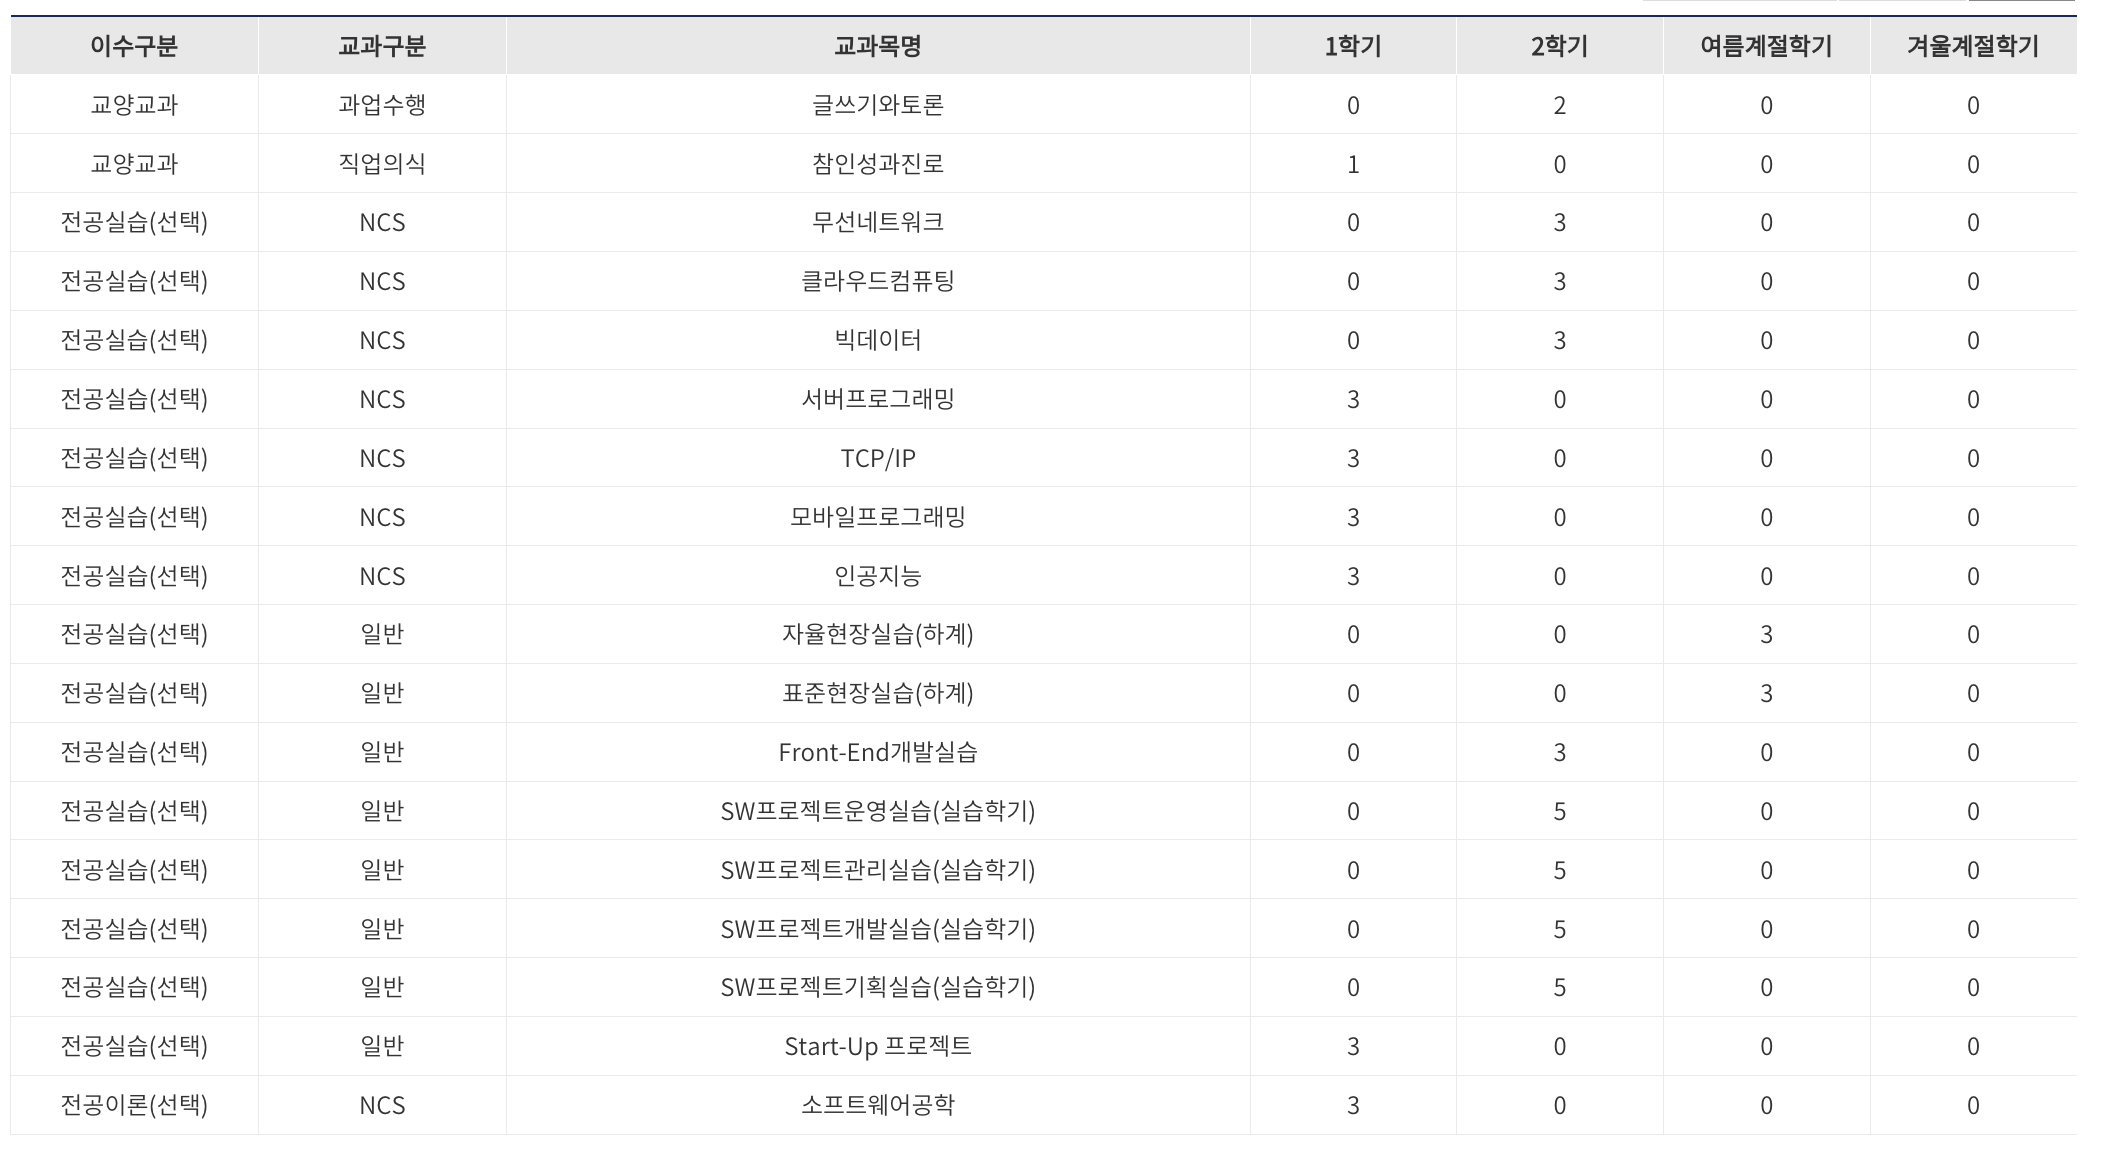 이수구분 교과구분 교과목명 1학기 2학기 여름계절학기 겨울계절학기
교양교과 과업수행 글쓰기와토론 0 2 0 0
교양교과 직업의식 참인성과진로 1 0 0 0
전공실습(선택) NCS 무선네트워크 0 3 0 0
전공실습(선택) NCS 클라우드컴퓨팅 0 3 0 0
전공실습(선택) NCS 빅데이터 0 3 0 0
전공실습(선택) NCS 서버프로그래밍 3 0 0 0
전공실습(선택) NCS TCP/IP 3 0 0 0
전공실습(선택) NCS 모바일프로그래밍 3 0 0 0
전공실습(선택) NCS 인공지능 3 0 0 0
전공실습(선택) 일반 자율현장실습(하계) 0 0 3 0
전공실습(선택) 일반 표준현장실습(하계) 0 0 3 0
전공실습(선택) 일반 Front-End개발실습 0 3 0 0
전공실습(선택) 일반 SW프로젝트운영실습(실습학기) 0 5 0 0
전공실습(선택) 일반 SW프로젝트관리실습(실습학기) 0 5 0 0
전공실습(선택) 일반 SW프로젝트개발실습(실습학기) 0 5 0 0
전공실습(선택) 일반 SW프로젝트기획실습(실습학기) 0 5 0 0
전공실습(선택) 일반 Start-Up 프로젝트 3 0 0 0
전공이론(선택) NCS 소프트웨어공학 3 0 0 0